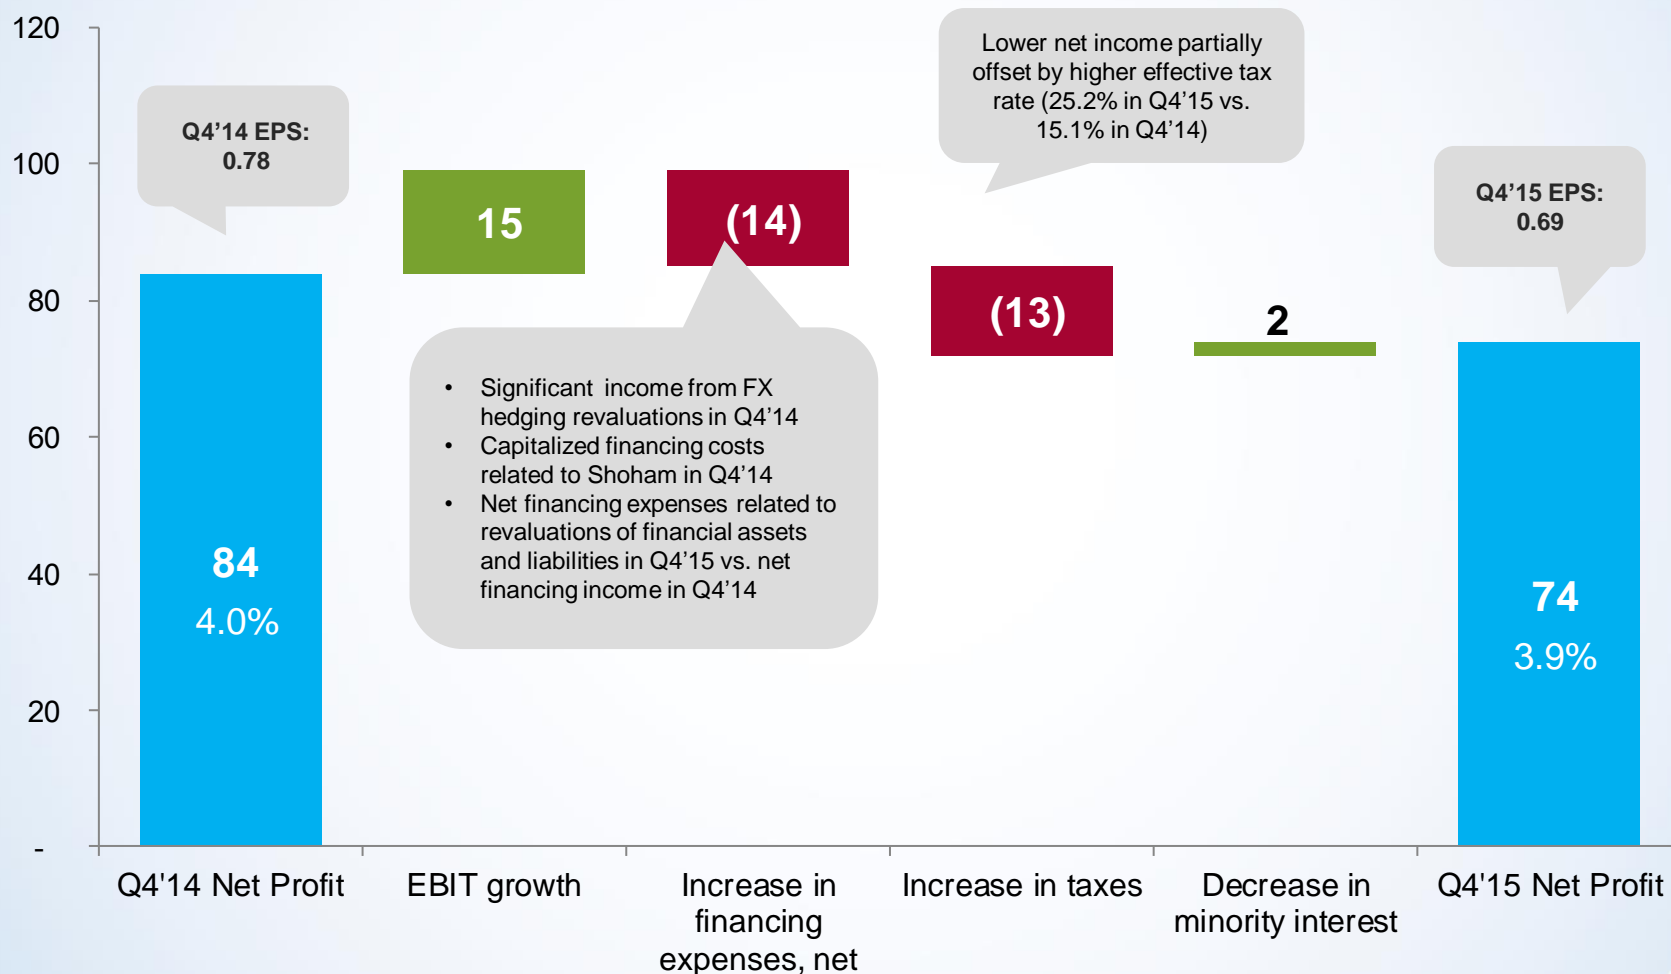 120
100
80
60
40
20
-
Q4’14 EPS:
0.78
84
4.0%
15
(14)
• Significant income from FX
hedging revaluations in Q4’14
• Capitalized financing costs
related to Shoham in Q4’14
• Net financing expenses related to
revaluations of financial assets
and liabilities in Q4’15 vs. net
financing income in Q4’14
Lower net income partially
offset by higher effective tax
rate (25.2% in Q4’15 vs.
15.1% in Q4’14)
(13)
2
Q4’15 EPS:
0.69
74
3.9%
Q4'14 Net Profit
EBIT growth
Increase in
financing
expenses, net
Increase in taxes
Decrease in
minority interest
Q4'15 Net Profit